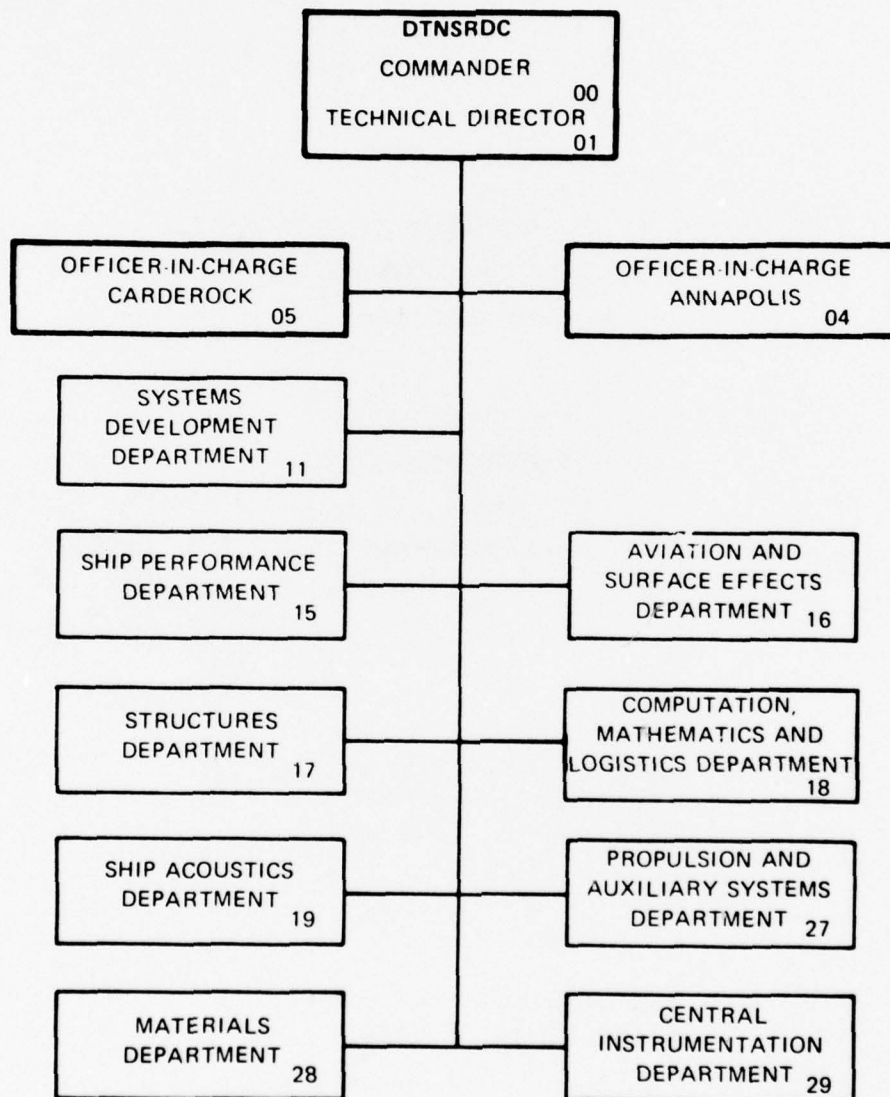 DTNSRDC
COMMANDER
00
TECHNICAL DIRECTOR
01
OFFICER-IN-CHARGE
CARDEROCK
05
OFFICER-IN-CHARGE
ANNAPOLIS
04
SYSTEMS
DEVELOPMENT
DEPARTMENT
11
SHIP PERFORMANCE
DEPARTMENT
15
AVIATION AND
SURFACE EFFECTS
DEPARTMENT
16
STRUCTURES
DEPARTMENT
17
COMPUTATION,
MATHEMATICS AND
LOGISTICS DEPARTMENT
18
SHIP ACOUSTICS
DEPARTMENT
19
PROPULSION AND
AUXILIARY SYSTEMS
DEPARTMENT
27
MATERIALS
DEPARTMENT
28
CENTRAL
INSTRUMENTATION
DEPARTMENT
29